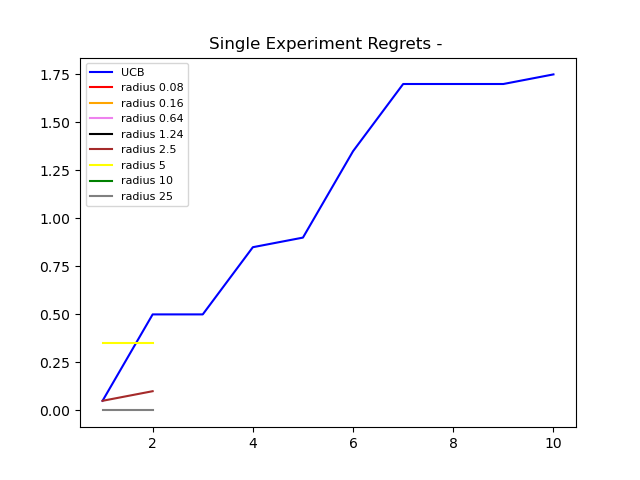 Single Experiment Regrets -
1.75
1.50
1.25
1.00
0.75
0.50
0.25
0.00
UCB
radius 0.08
radius 0.16
radius 0.64
radius 1.24
radius 2.5
radius 5
radius 10
radius 25
2 4 6 8 10